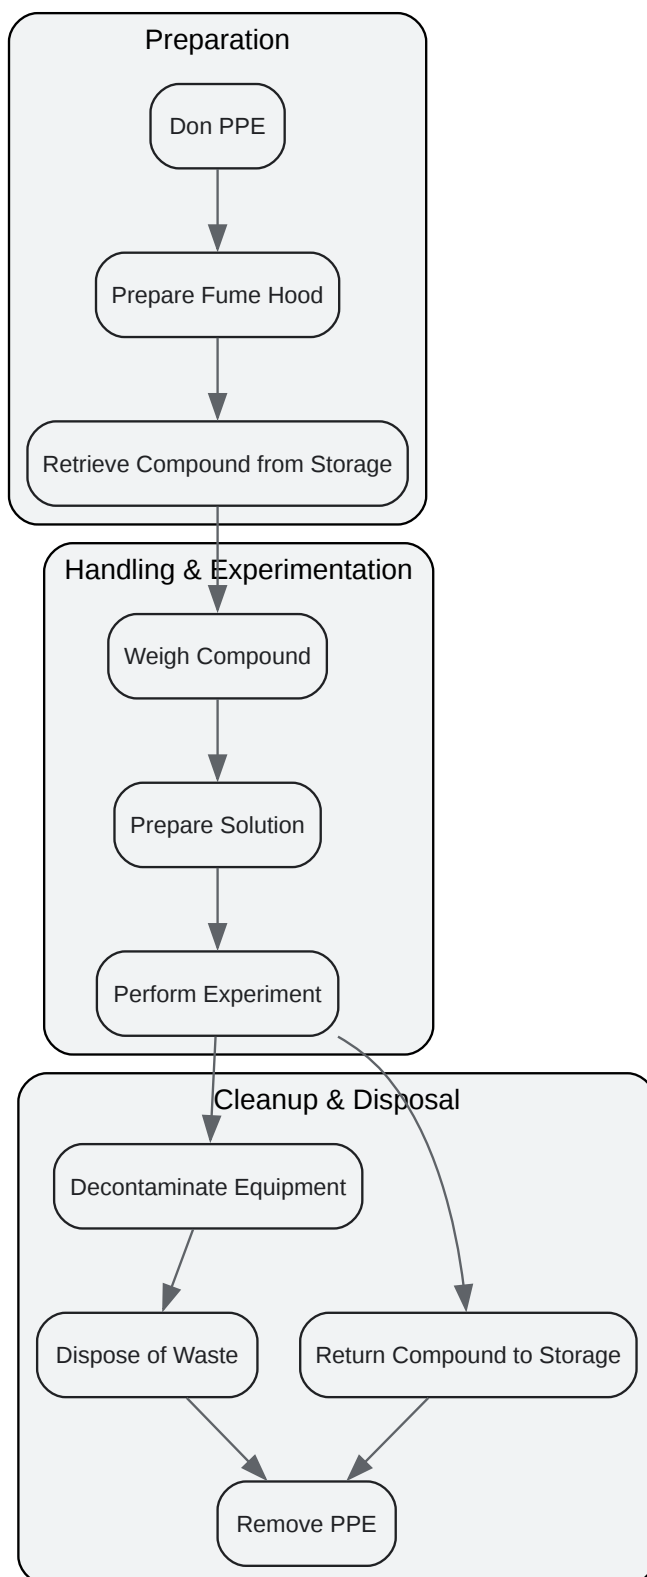 Preparation
Don PPE
Prepare Fume Hood
Retrieve Compound from Storage
Handling & Experimentation
Weigh Compound
Prepare Solution
Perform Experiment
Cleanup & Disposal
Decontaminate Equipment
Dispose of Waste
Return Compound to Storage
Remove PPE